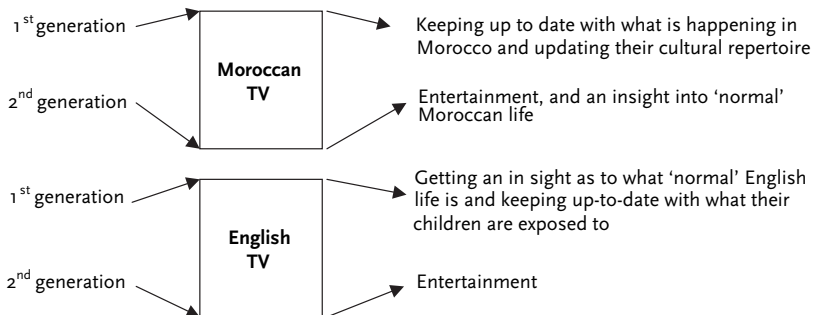 1st generation
Keeping up to date with what is happening in
Morocco and updating their cultural repertoire
Moroccan
TV
2nd generation
Entertainment, and an insight into ‘normal’
Moroccan life
1st generation
Getting an in sight as to what ‘normal’ English
life is and keeping up-to-date with what their
children are exposed to
English
TV
2nd generation
Entertainment